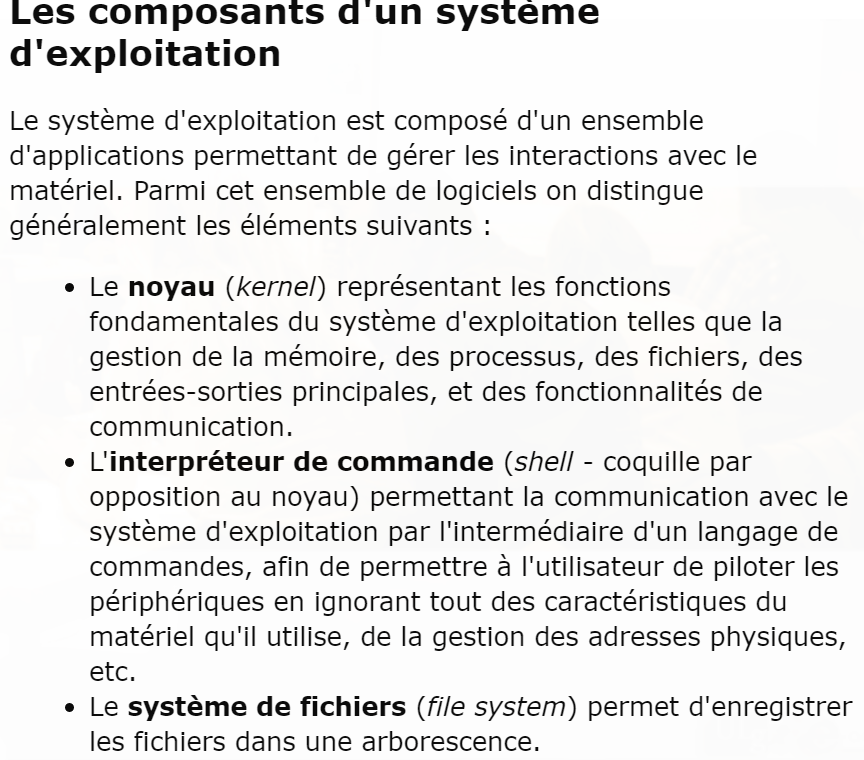 Les composants d'un système
d'exploitation
Le système d'exploitation est composé d'un ensemble
d'applications permettant de gérer les interactions avec le
matériel. Parmi cet ensemble de logiciels on distingue
généralement les éléments suivants :
• Le noyau (kernel) représentant les fonctions
fondamentales du système d'exploitation telles que la
gestion de la mémoire, des processus, des fichiers, des
entrées-sorties principales, et des fonctionnalités de
communication.
• L'interpréteur de commande (shell - coquille par
opposition au noyau) permettant la communication avec le
système d'exploitation par l'intermédiaire d'un langage de
commandes, afin de permettre à l'utilisateur de piloter les
périphériques en ignorant tout des caractéristiques du
matériel qu'il utilise, de la gestion des adresses physiques,
etc.
• Le système de fichiers (file system) permet d'enregistrer
les fichiers dans une arborescence.